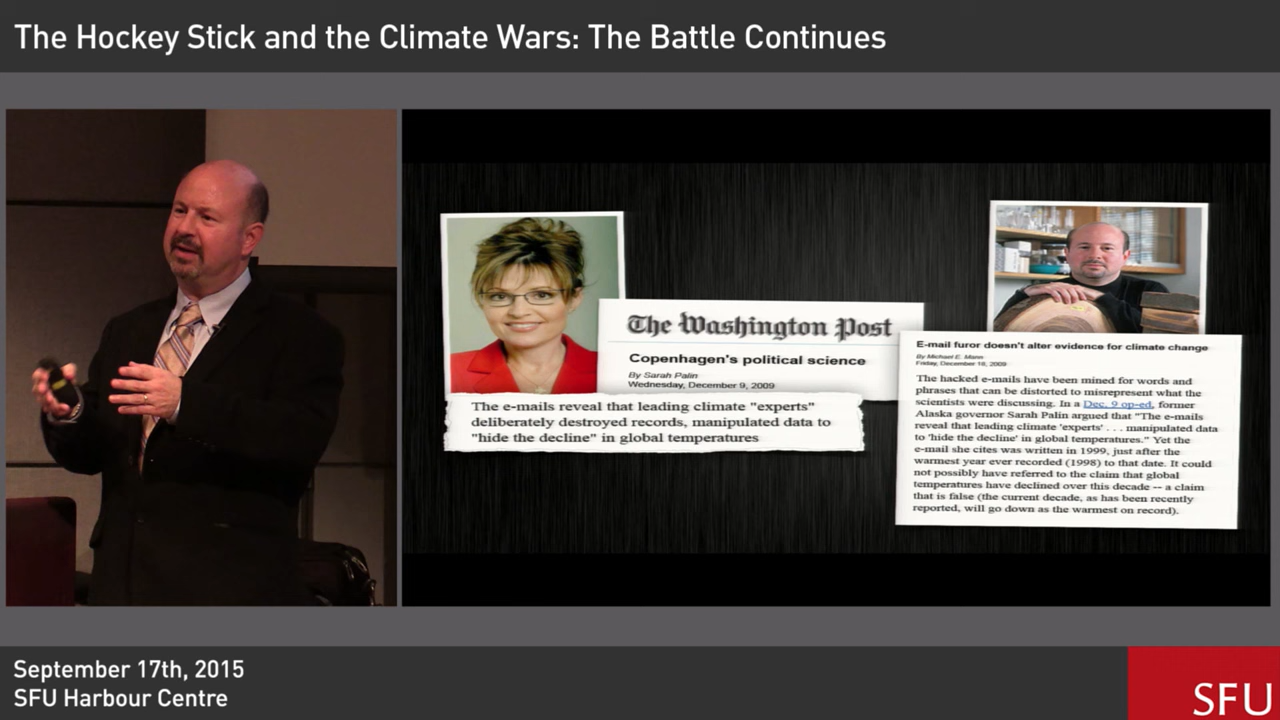 The Hockey Stick and the Climate Wars: The Battle Continues
The Washington Post
Copenhagen's political science
By Sarah Palin
Wednesday, December 9, 2009
The e-mails reveal that leading climate "experts"
deliberately destroyed records, manipulated data to
"hide the decline" in global temperatures
E-mail furor doesn't alter evidence for climate change
By Michael E. Mann
Friday, December 18, 2009
The hacked e-mails have been mined for words and
phrases that can be distorted to misrepresent what the
scientists were discussing. In a Dec. 9 op-ed, former
Alaska governor Sarah Palin argued that "The e-mails
reveal that leading climate 'experts' . . . manipulated data
to 'hide the decline' in global temperatures." Yet the
e-mail she cites was written in 1999, just after the
warmest year ever recorded (1998) to that date. It could
not possibly have referred to the claim that global
temperatures have declined over this decade -- a claim
that is false (the current decade, as has been recently
reported, will go down as the warmest on record).
September 17th, 2015
SFU Harbour Centre
SFU